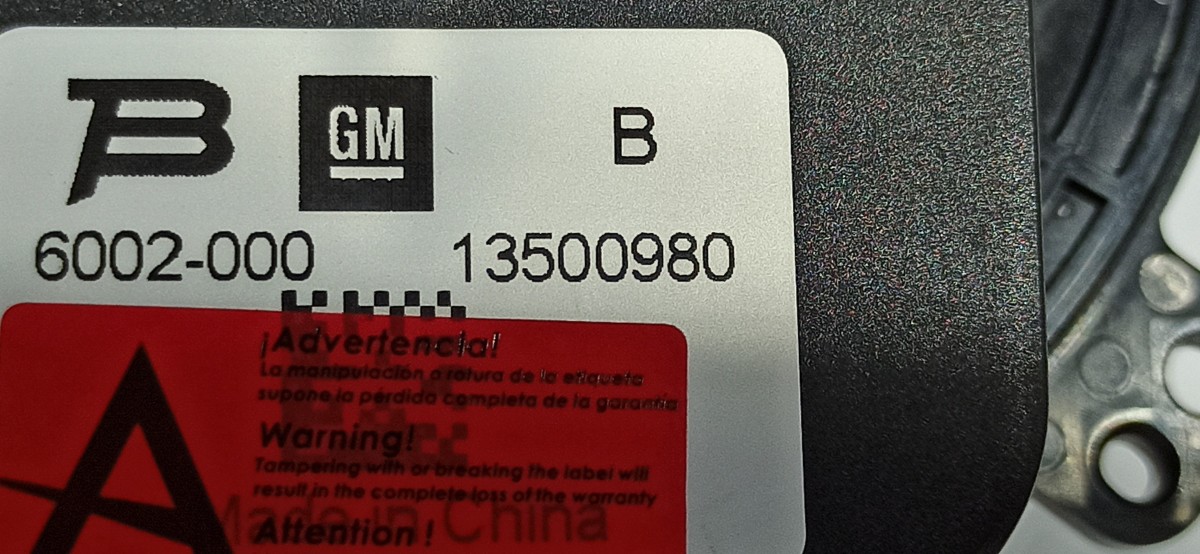 B GM B
6002-000 13500980
¡Advertencia!
La manipulación o rotura de la etiqueta
supone la pérdida completa de la garantía
Warning!
Tampering with or breaking the label will
result in the complete loss of the warranty
Made in China
Attention !
A